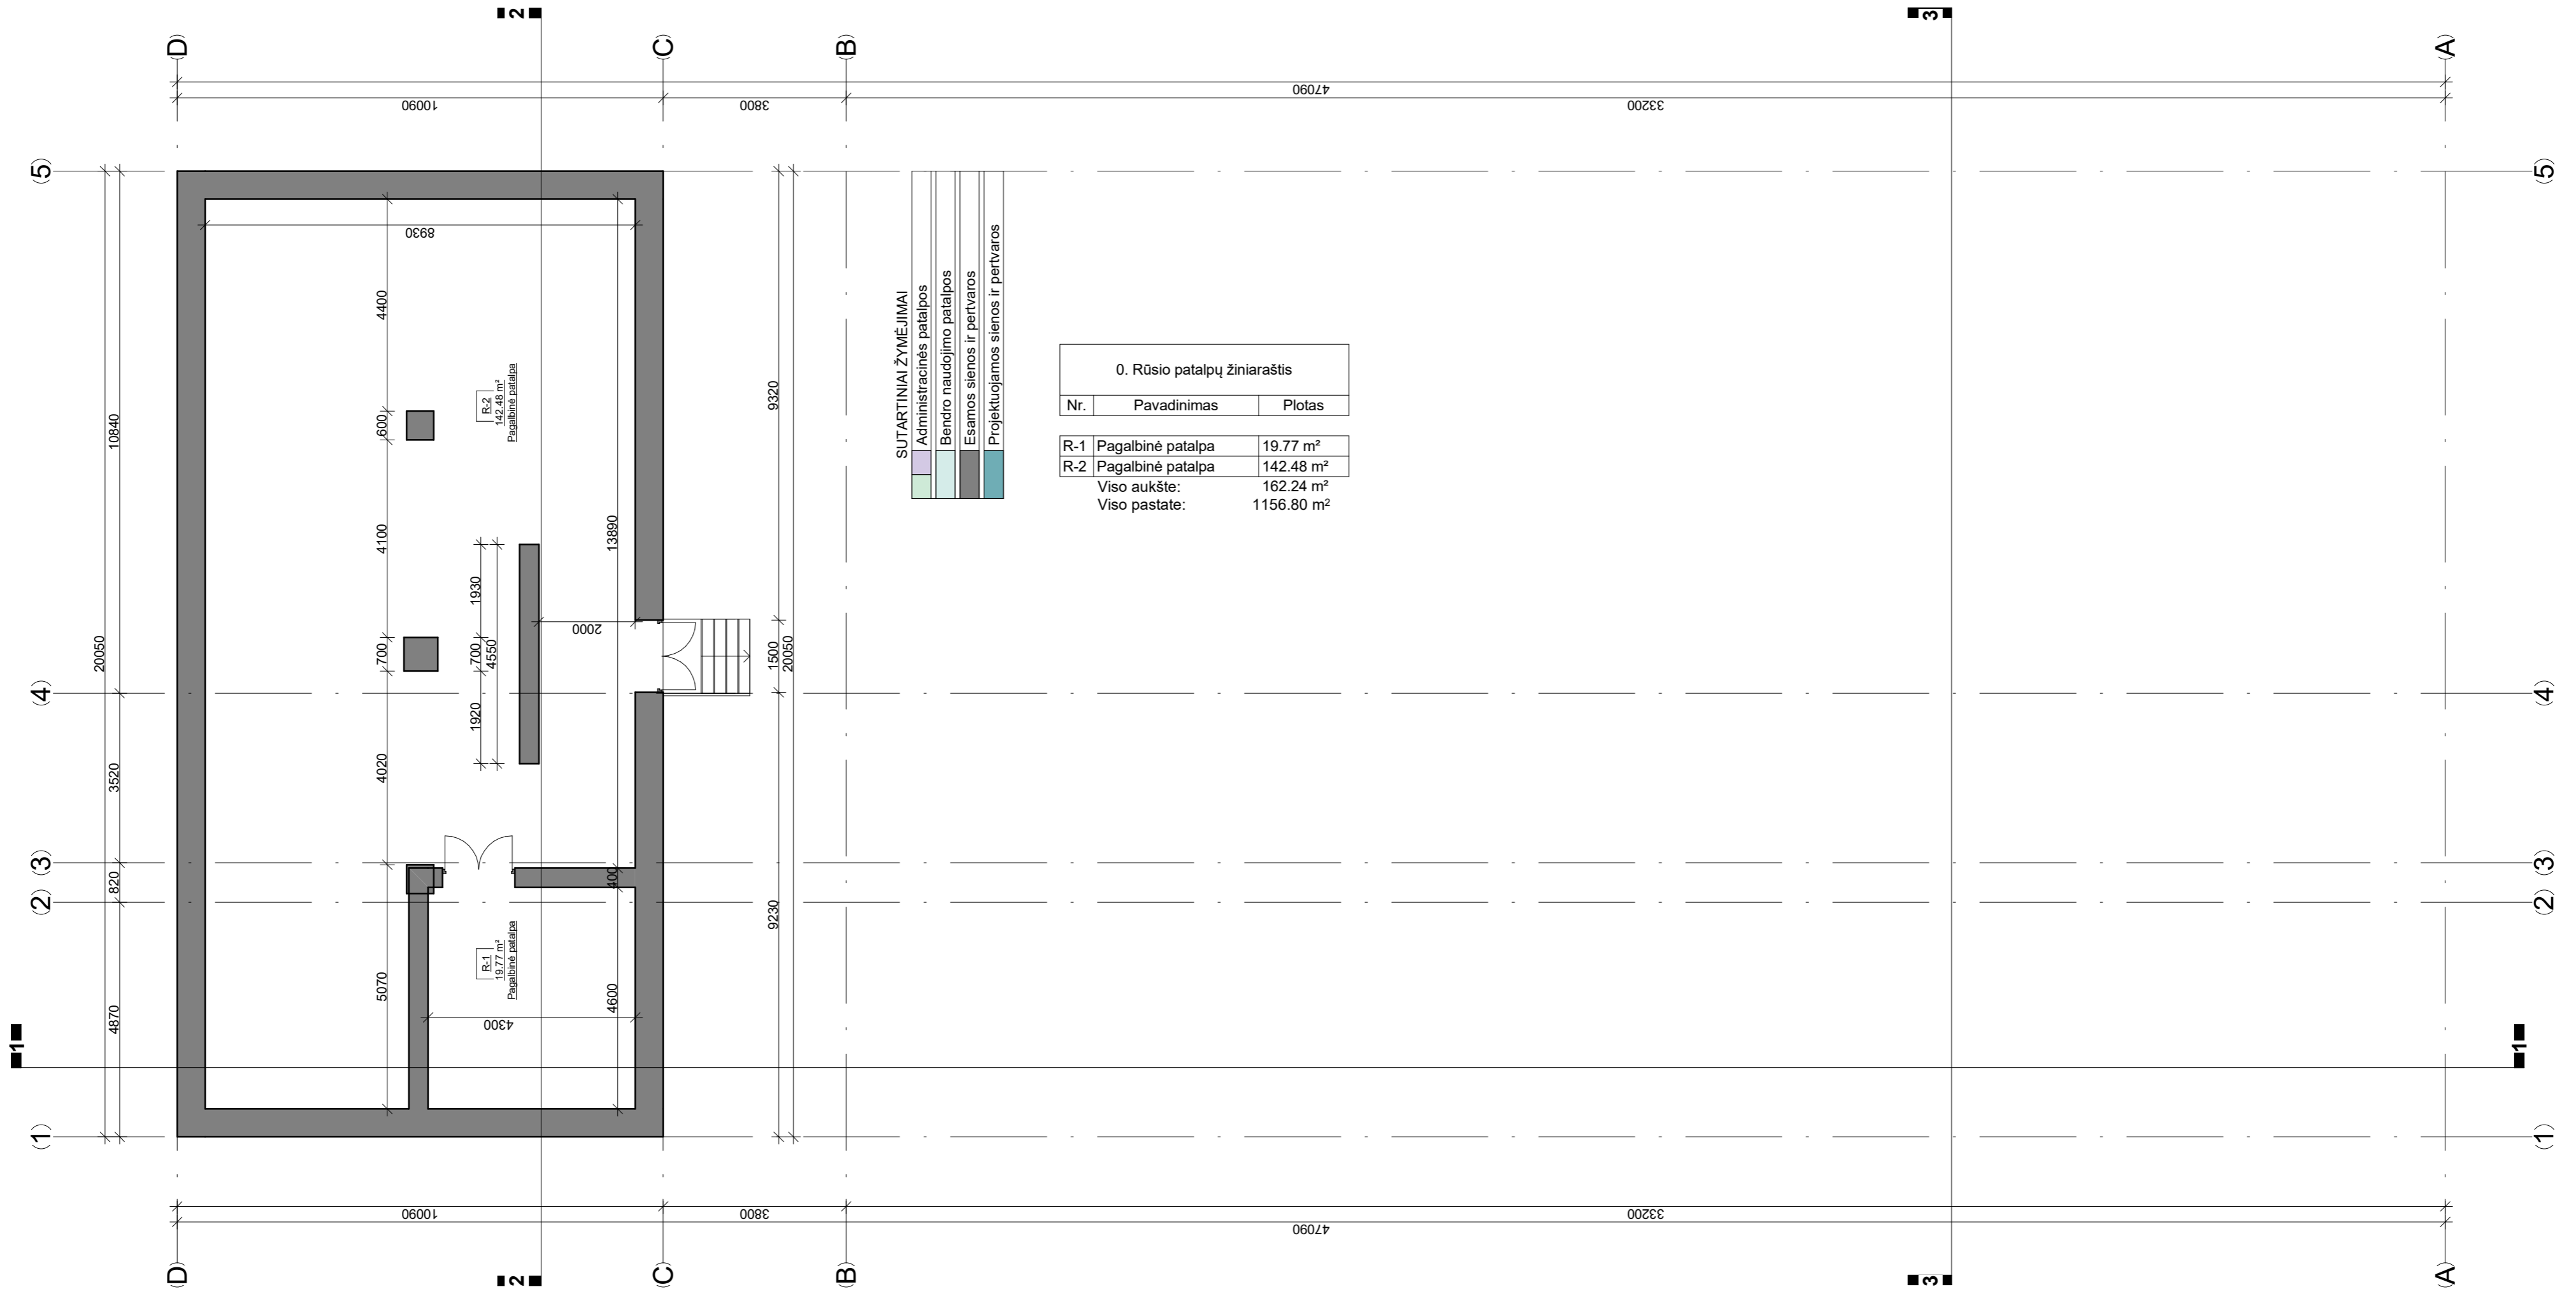 2
3
(D)
(C)
(B)
(A)
47090
10090
3800
33200
(5)
(5)
8930
4400
10840
600
R-2
142.48 m²
Pagalbinė patalpa
9320
SUTARTINIAI ŽYMĖJIMAI
Administracinės patalpos
Bendro naudojimo patalpos
Esamos sienos ir pertvaros
Projektuojamos sienos ir pertvaros
0. Rūsio patalpų žiniaraštis
Nr. Pavadinimas Plotas
R-1 Pagalbinė patalpa 19.77 m²
R-2 Pagalbinė patalpa 142.48 m²
Viso aukšte: 162.24 m²
Viso pastate: 1156.80 m²
4100
13890
1930
2000
20050
700
700
4550
1500
20050
(4)
(4)
1920
4020
3520
(3)
(3)
820
400
(2)
(2)
9230
R-1
19.77 m²
Pagalbinė patalpa
5070
4600
4870
4300
1
1
(1)
(1)
10090
3800
33200
47090
(D)
(C)
(B)
(A)
2
3